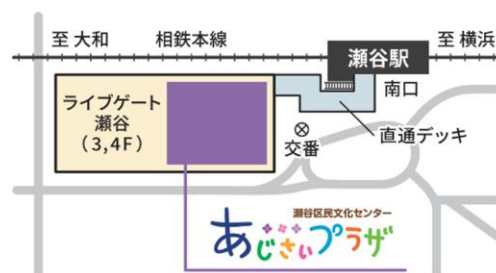 至 大和
相鉄本線
瀬谷駅
至 横浜
ライブゲート
瀬谷
（3,4F）
南口
直通デッキ
交番
瀬谷区民文化センター
あじさいプラザ